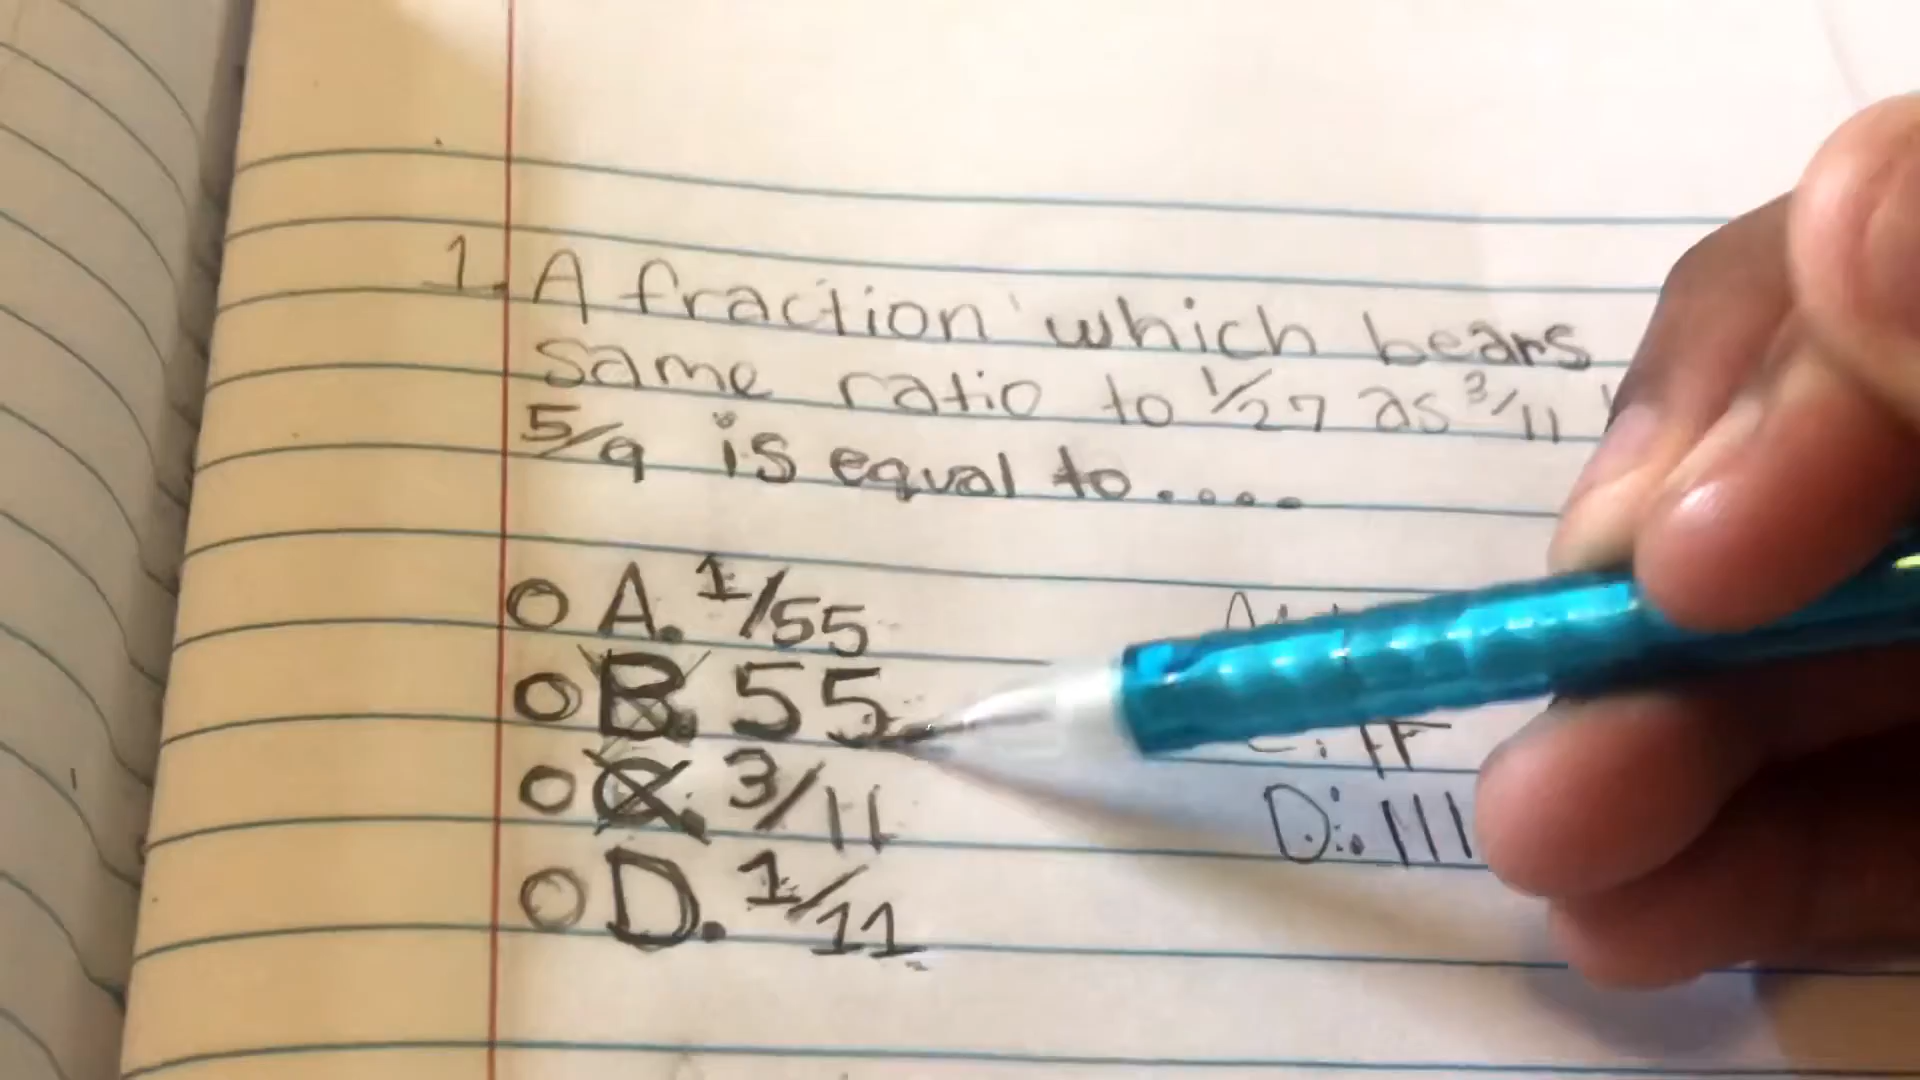 1. A fraction which bears
same ratio to 1/27 as 3/11
5/9 is equal to....
A. 1/55
B. 55
C. 3/11
D. 1/11
D:. III